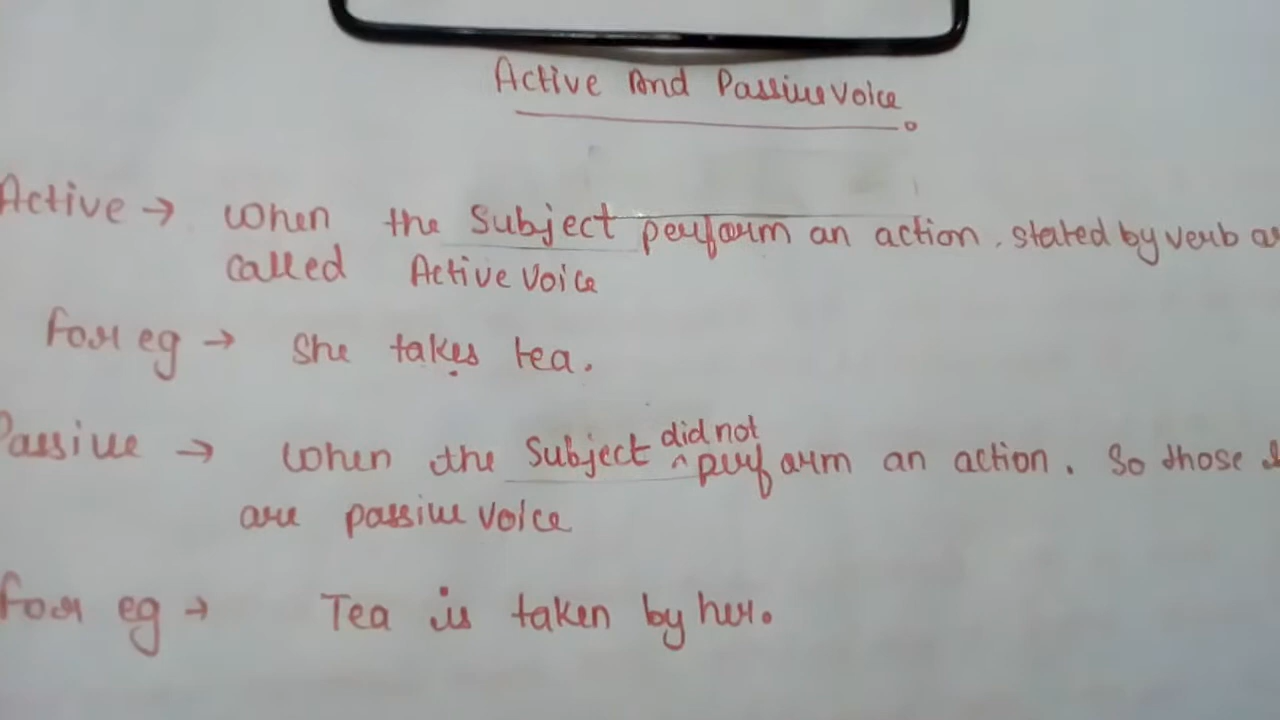 Active And Passive Voice
Active → When the Subject perform an action. stated by verb
called Active Voice
For eg → She takes tea.
Passive → When the Subject did not perform an action. So those
are passive voice
For eg → Tea is taken by her.